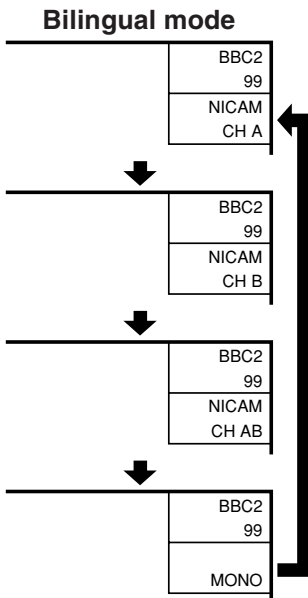 Bilingual mode
BBC2
99
NICAM
CH A
BBC2
99
NICAM
CH B
BBC2
99
NICAM
CH AB
BBC2
99
MONO